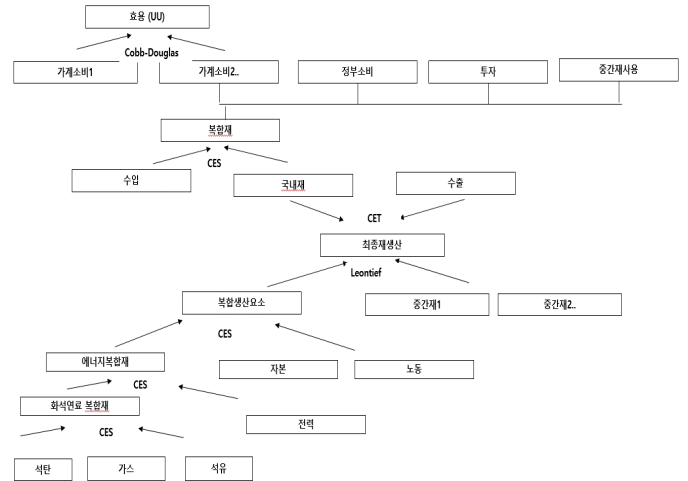 효용 (UU)
Cobb-Douglas
가계소비1
가계소비2..
정부소비
투자
중간재사용
복합재
CES
수입
국내재
수출
CET
최종재생산
Leontief
복합생산요소
중간재1
중간재2..
CES
에너지복합재
자본
노동
CES
화석연료 복합재
전력
CES
석탄
가스
석유